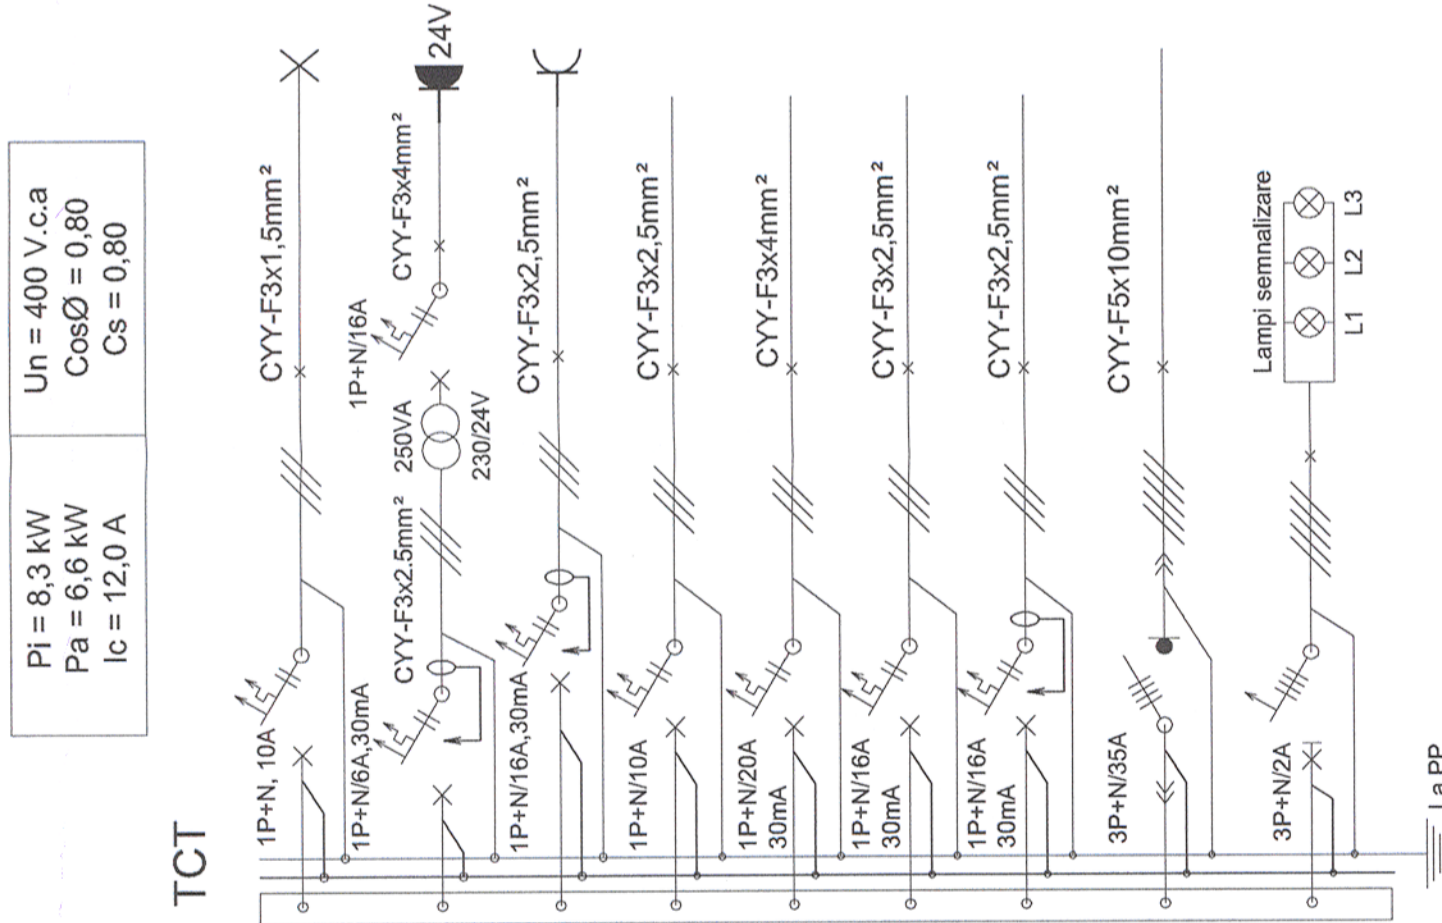 Pi = 8,3 kW
Pa = 6,6 kW
Ic = 12,0 A
Un = 400 V.c.a
CosØ = 0,80
Cs = 0,80
TCT
1P+N, 10A
CYY-F3x1,5mm²
1P+N/6A,30mA
CYY-F3x2.5mm²
250VA
230/24V
1P+N/16A
CYY-F3x4mm²
24V
1P+N/16A,30mA
CYY-F3x2,5mm²
1P+N/10A
CYY-F3x2,5mm²
1P+N/20A
30mA
CYY-F3x4mm²
1P+N/16A
30mA
CYY-F3x2,5mm²
1P+N/16A
30mA
CYY-F3x2,5mm²
3P+N/35A
CYY-F5x10mm²
3P+N/2A
Lampi semnalizare
L1 L2 L3
La PP